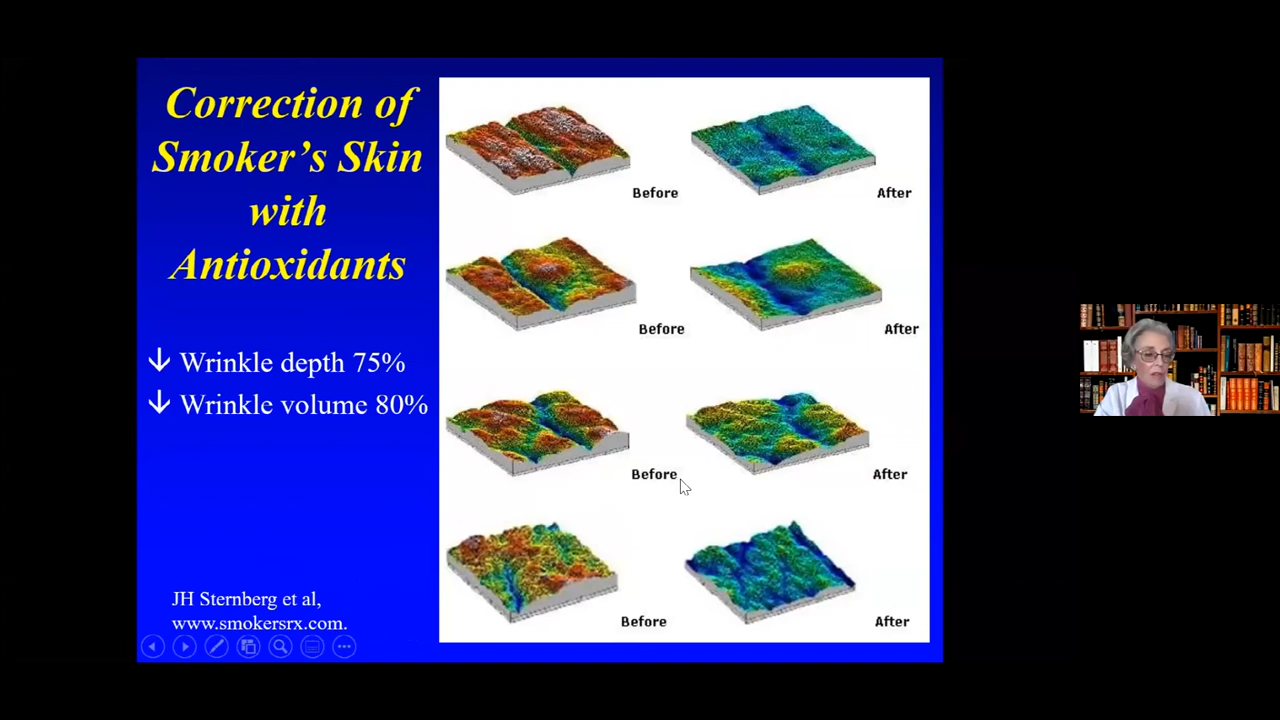 Correction of
Smoker's Skin
with
Antioxidants
↓ Wrinkle depth 75%
↓ Wrinkle volume 80%
JH Sternberg et al,
www.smokersrx.com.
Before
After
Before
After
Before
After
Before
After